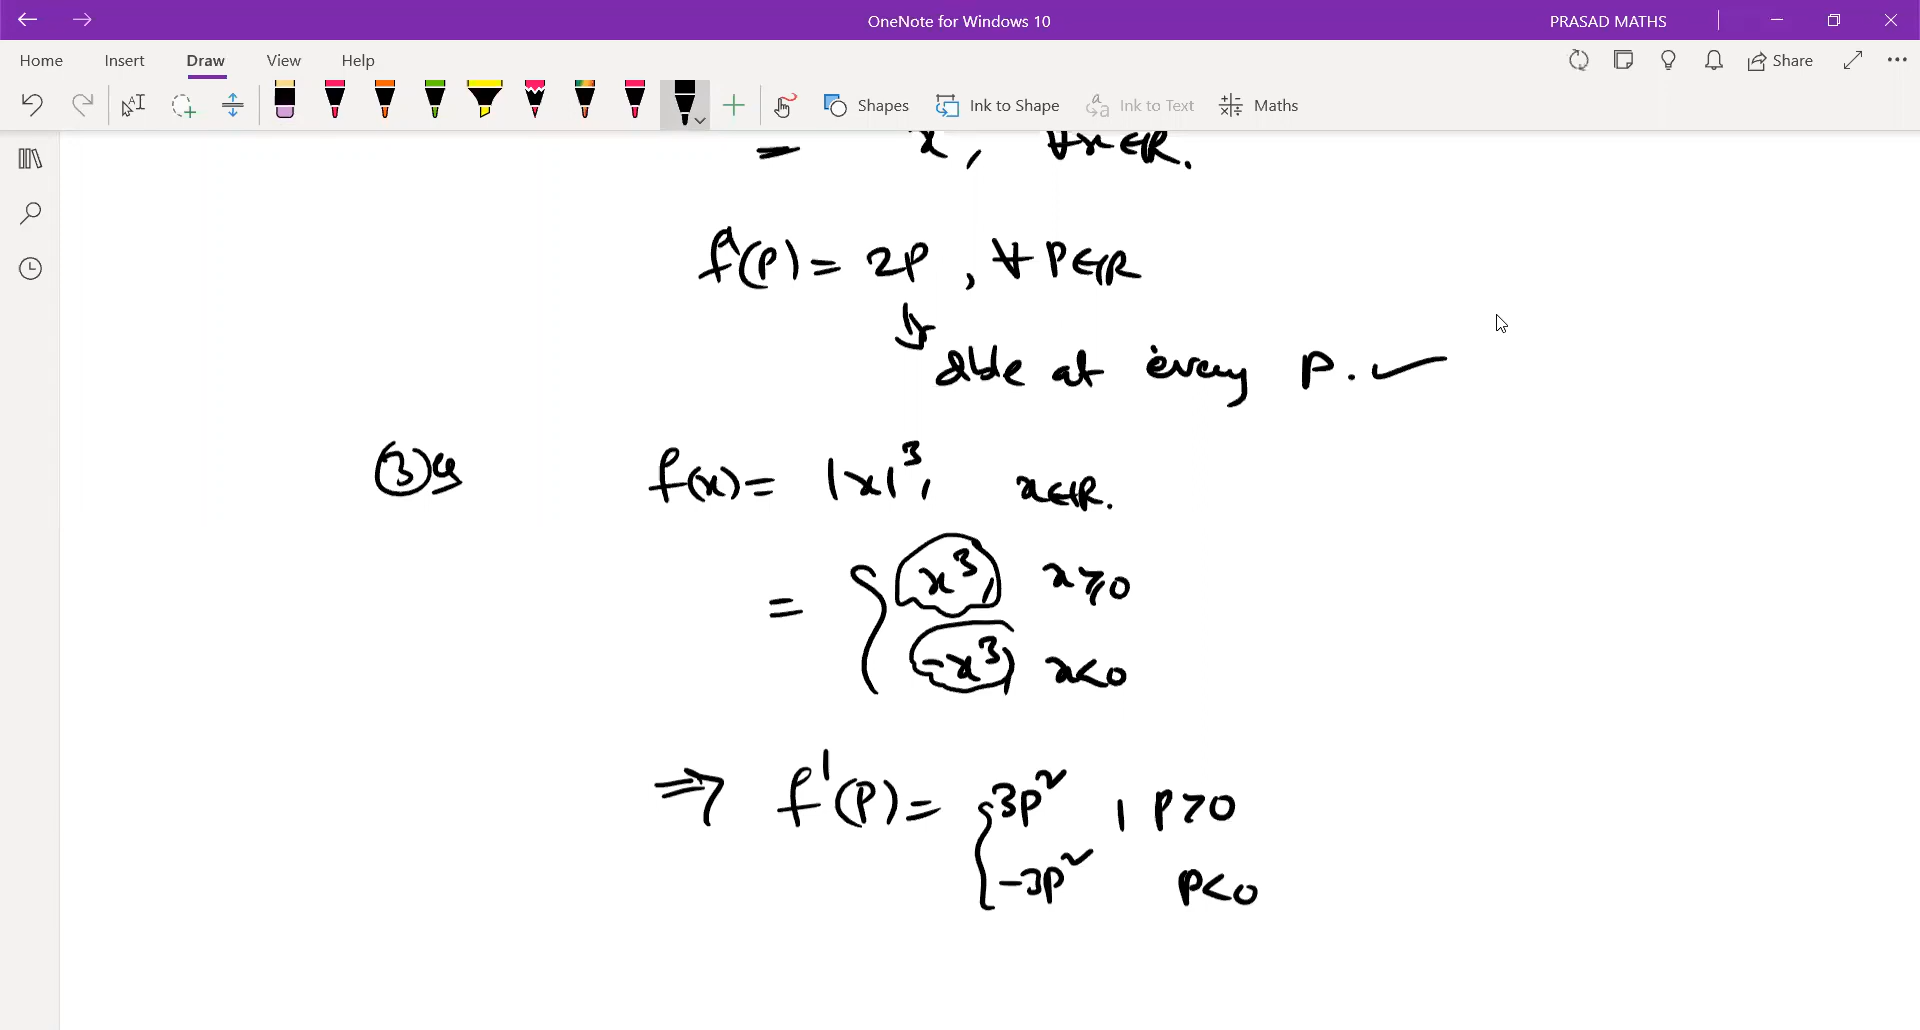 OneNote for Windows 10
PRASAD MATHS
Home Insert Draw View Help
Share
Shapes
Ink to Shape
Ink to Text
Maths
= x, ∀x∈ℝ.
f'(p) = 2p, ∀ p∈ℝ
dble at every p. ✓
③
f(x) = |x|³, x∈ℝ.
= { x³, x⩾0
-x³, x<0
⇒ f'(p) = { 3p², p>0
-3p² p<0